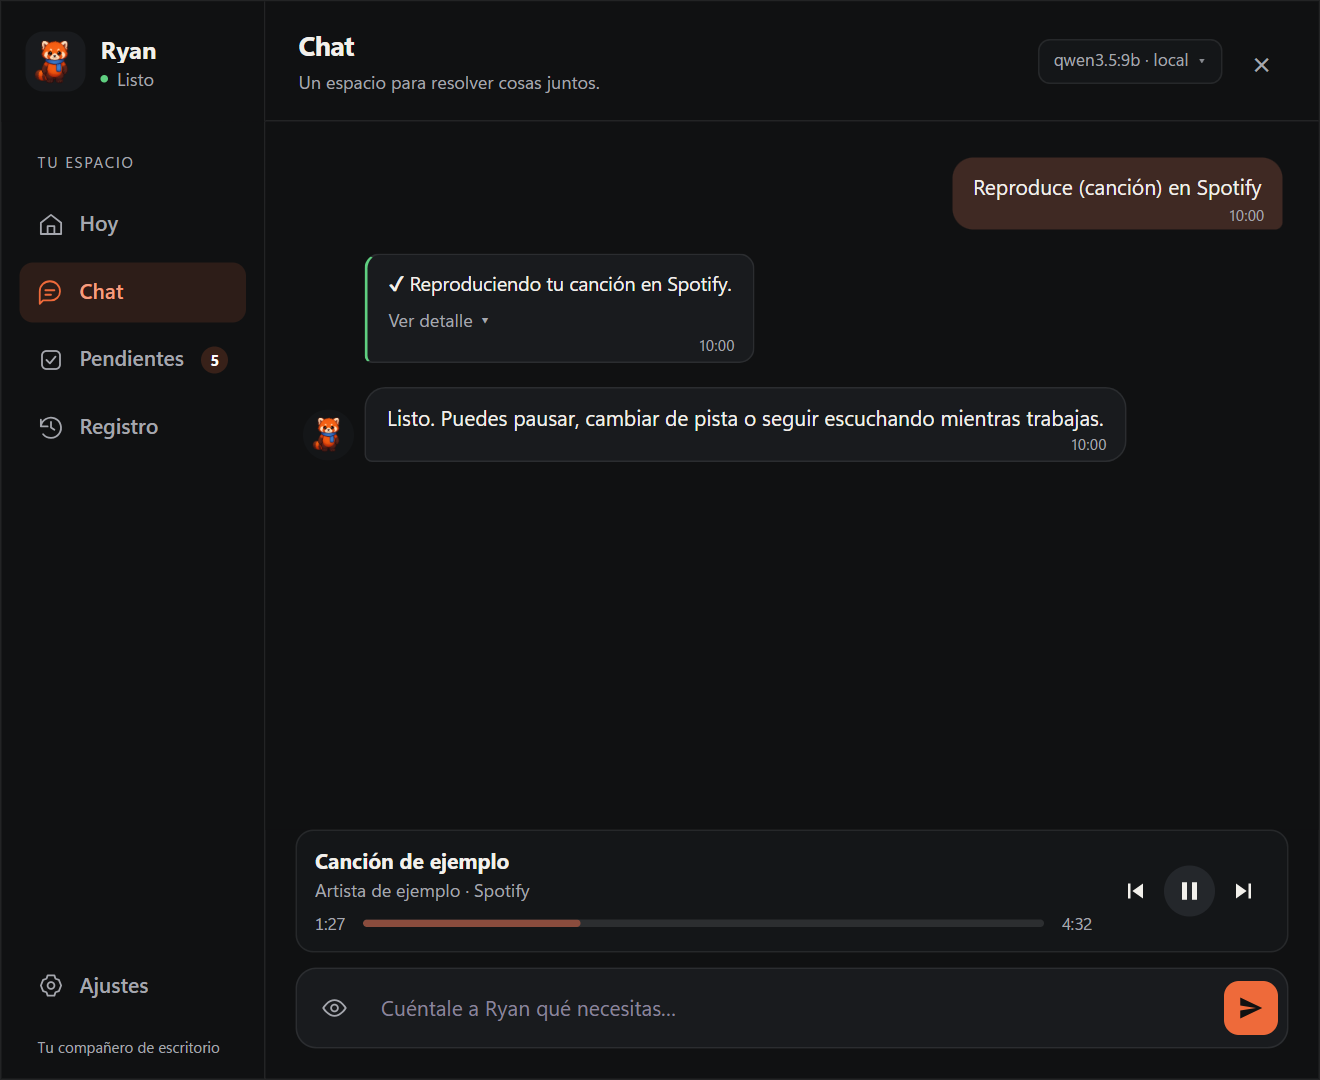 Ryan
Listo
TU ESPACIO
Hoy
Chat
Pendientes 5
Registro
Ajustes
Tu compañero de escritorio
Chat
Un espacio para resolver cosas juntos.
qwen3.5:9b · local
Reproduce (canción) en Spotify
10:00
✓ Reproduciendo tu canción en Spotify.
Ver detalle
10:00
Listo. Puedes pausar, cambiar de pista o seguir escuchando mientras trabajas.
10:00
Canción de ejemplo
Artista de ejemplo · Spotify
1:27 4:32
Cuéntale a Ryan qué necesitas...